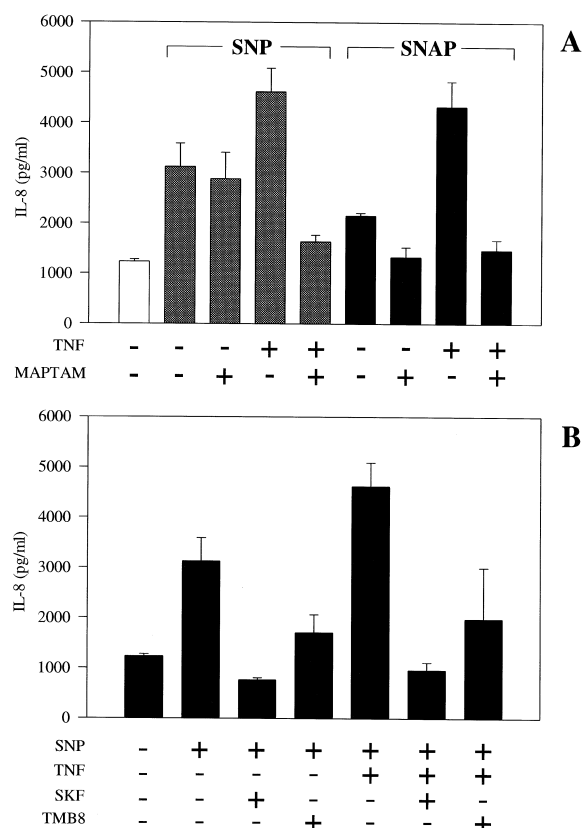 A
SNP SNAP
6000
5000
4000
3000
2000
1000
0
IL-8 (pg/ml)
TNF - - - + + - - + +
MAPTAM - - + - + - + - +
B
6000
5000
4000
3000
2000
1000
0
IL-8 (pg/ml)
SNP - + + + + + +
TNF - - - - + + +
SKF - - + - - + -
TMB8 - - - + - - +